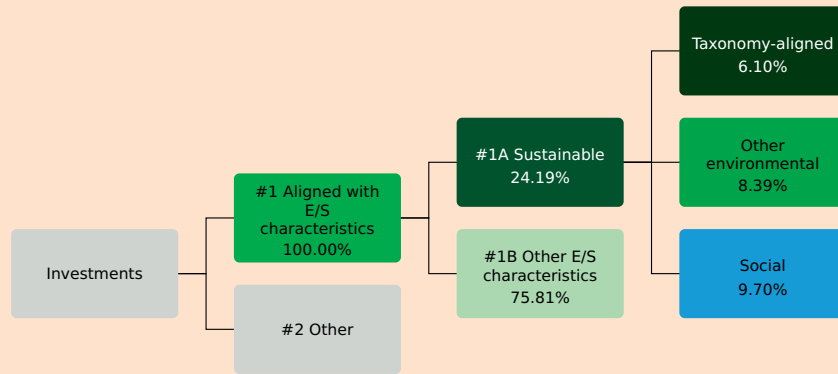 Investments
#1 Aligned with
E/S
characteristics
100.00%
#2 Other
#1A Sustainable
24.19%
#1B Other E/S
characteristics
75.81%
Taxonomy-aligned
6.10%
Other
environmental
8.39%
Social
9.70%